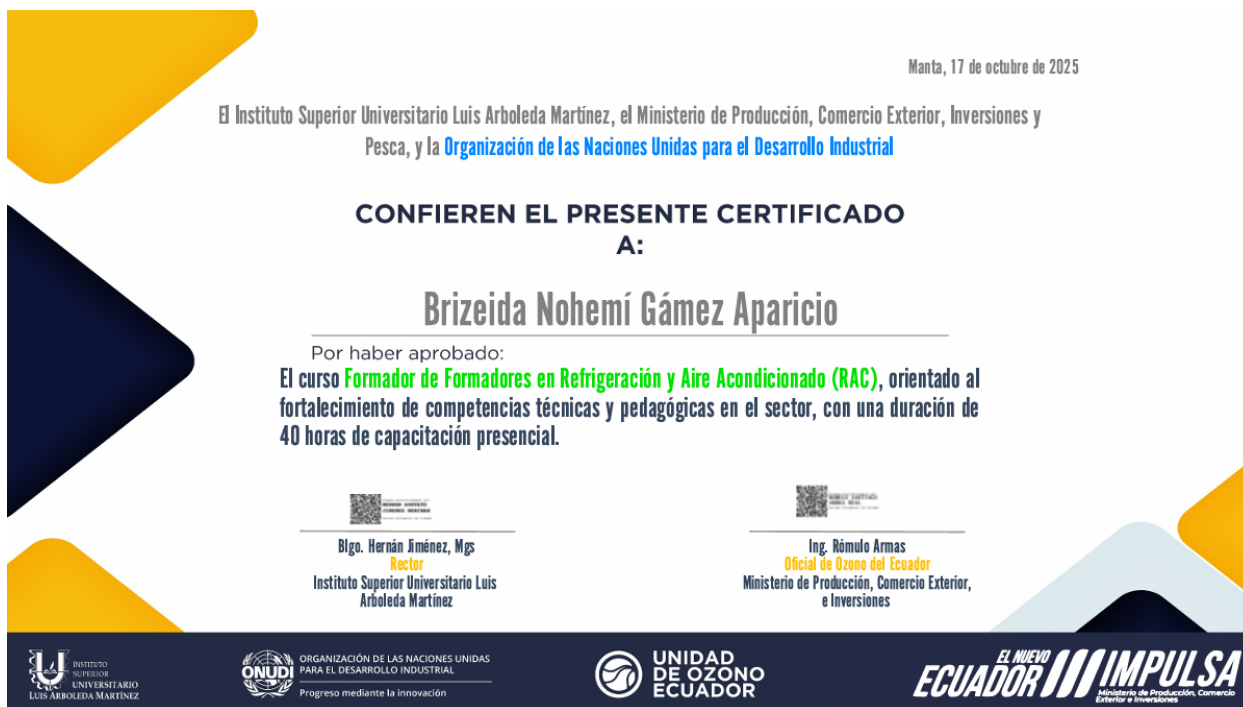 Manta, 17 de octubre de 2025
El Instituto Superior Universitario Luis Arboleda Martínez, el Ministerio de Producción, Comercio Exterior, Inversiones y
Pesca, y la Organización de las Naciones Unidas para el Desarrollo Industrial
CONFIEREN EL PRESENTE CERTIFICADO
A:
Brizeida Nohemí Gámez Aparicio
Por haber aprobado:
El curso Formador de Formadores en Refrigeración y Aire Acondicionado (RAC), orientado al
fortalecimiento de competencias técnicas y pedagógicas en el sector, con una duración de
40 horas de capacitación presencial.
Blgo. Hernán Jiménez, Mgs
Rector
Instituto Superior Universitario Luis
Arboleda Martínez
Ing. Rómulo Armas
Oficial de Ozono del Ecuador
Ministerio de Producción, Comercio Exterior,
e Inversiones
INSTITUTO
SUPERIOR
UNIVERSITARIO
LUIS ARBOLEDA MARTÍNEZ
ONUDI
ORGANIZACIÓN DE LAS NACIONES UNIDAS
PARA EL DESARROLLO INDUSTRIAL
Progreso mediante la innovación
UNIDAD
DE OZONO
ECUADOR
EL NUEVO
ECUADOR
IMPULSA
Ministerio de Producción, Comercio
Exterior e Inversiones